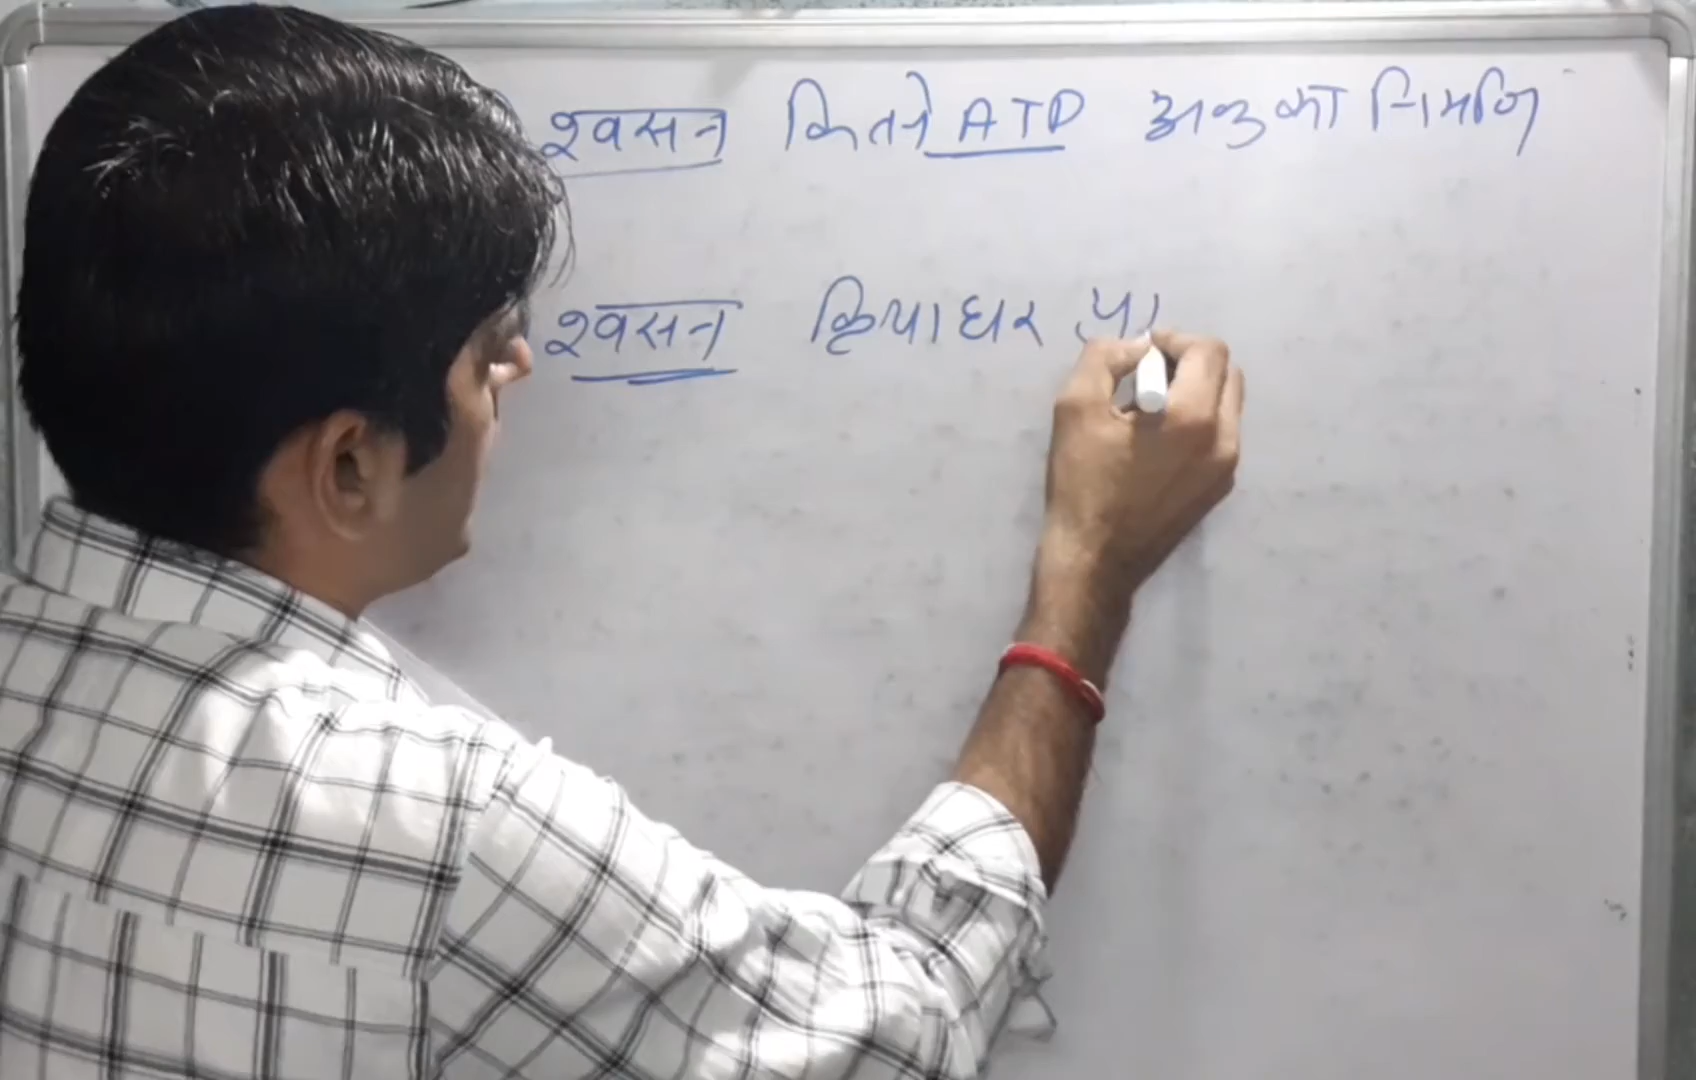 श्वसन कितने ATP अणु का निर्माण
श्वसन क्रियाधार